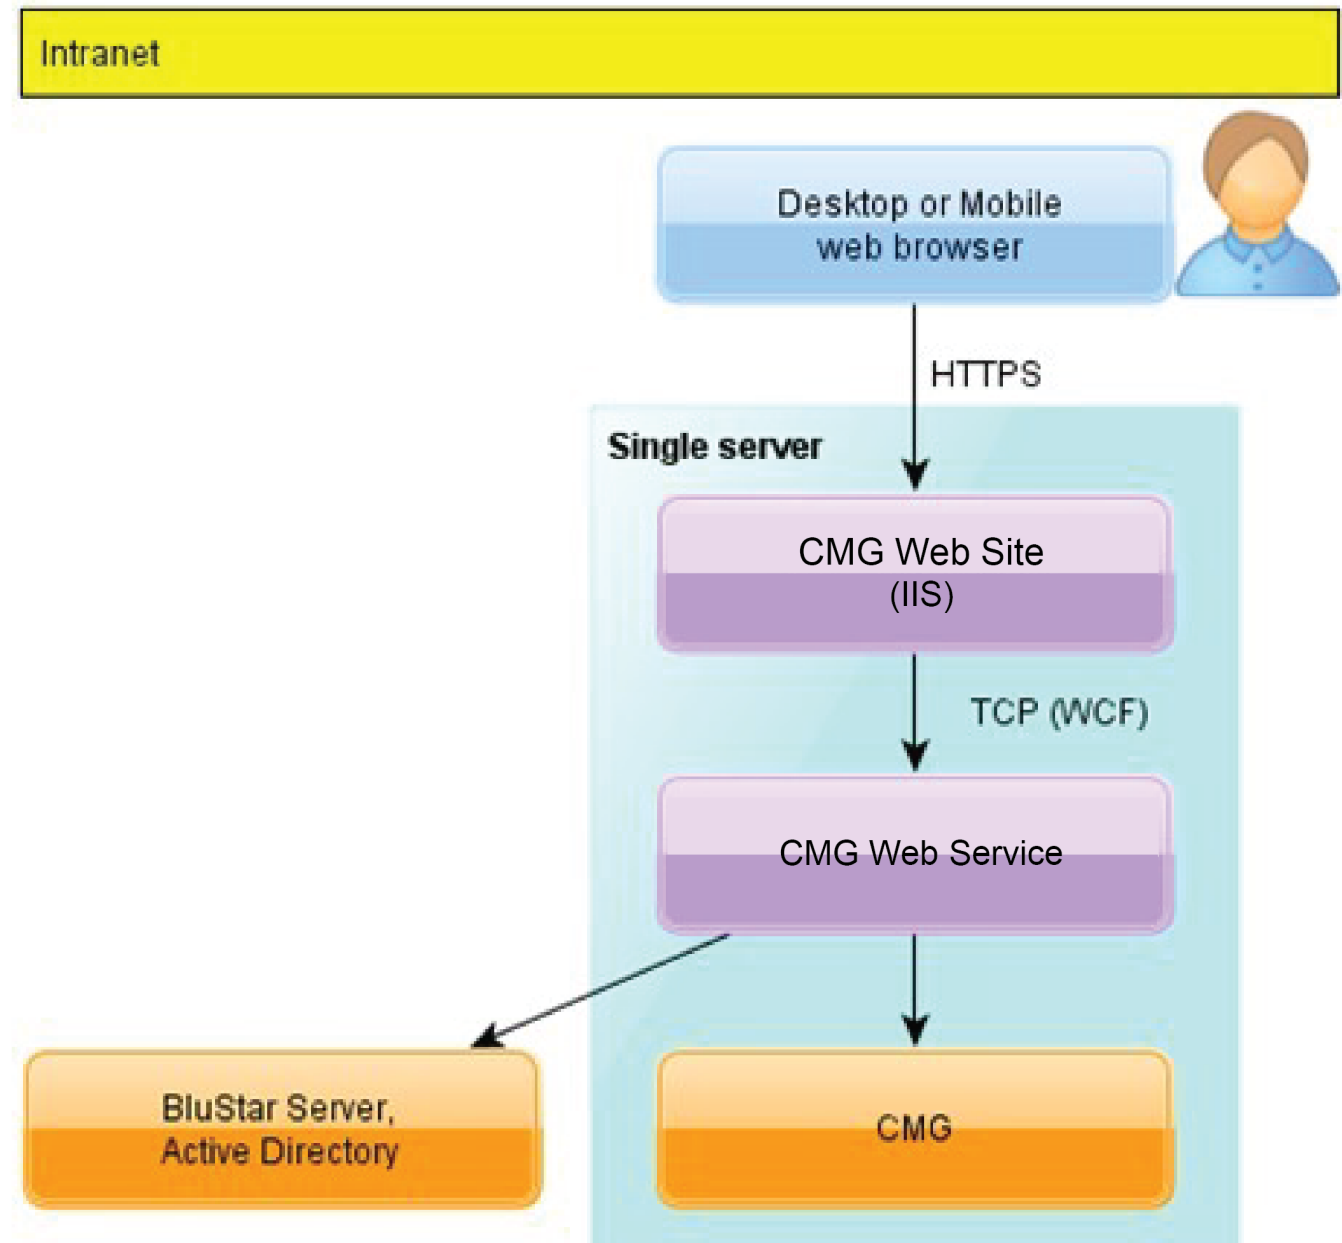 Intranet
Desktop or Mobile
web browser
HTTPS
Single server
CMG Web Site
(IIS)
TCP (WCF)
CMG Web Service
BluStar Server,
Active Directory
CMG